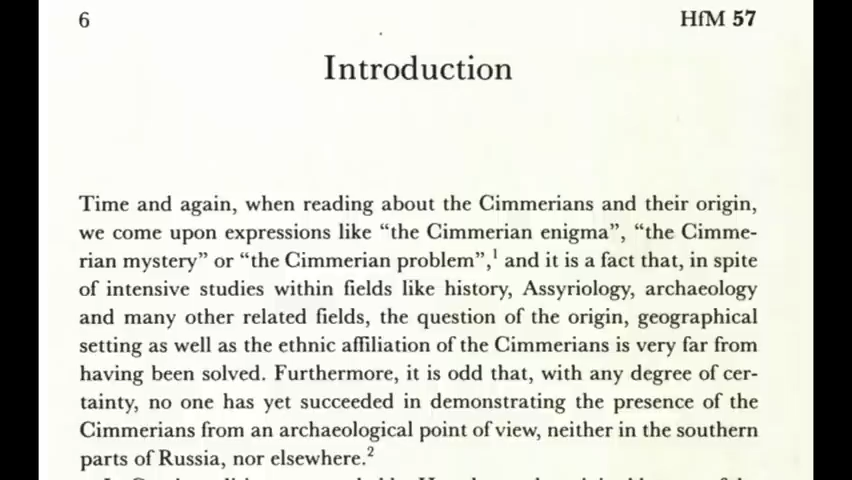 6
HfM 57
Introduction
Time and again, when reading about the Cimmerians and their origin,
we come upon expressions like “the Cimmerian enigma”, “the Cimme-
rian mystery” or “the Cimmerian problem”,¹ and it is a fact that, in spite
of intensive studies within fields like history, Assyriology, archaeology
and many other related fields, the question of the origin, geographical
setting as well as the ethnic affiliation of the Cimmerians is very far from
having been solved. Furthermore, it is odd that, with any degree of cer-
tainty, no one has yet succeeded in demonstrating the presence of the
Cimmerians from an archaeological point of view, neither in the southern
parts of Russia, nor elsewhere.²